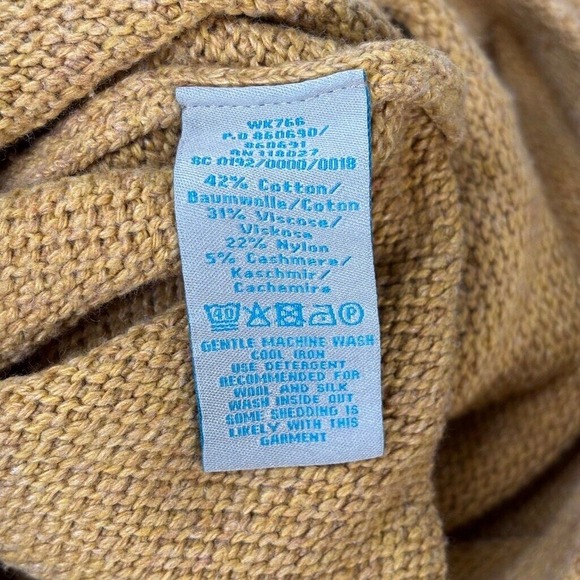 WK766
P.O 860690/
860691
RN 118027
SC 0192/0000/0018
42% Cotton/
Baumwolle/Coton
31% Viscose/
Viskose
22% Nylon
5% Cashmere/
Kaschmir/
Cachemire
40 P
GENTLE MACHINE WASH
COOL IRON
USE DETERGENT
RECOMMENDED FOR
WOOL AND SILK
WASH INSIDE OUT
SOME SHEDDING IS
LIKELY WITH THIS
GARMENT